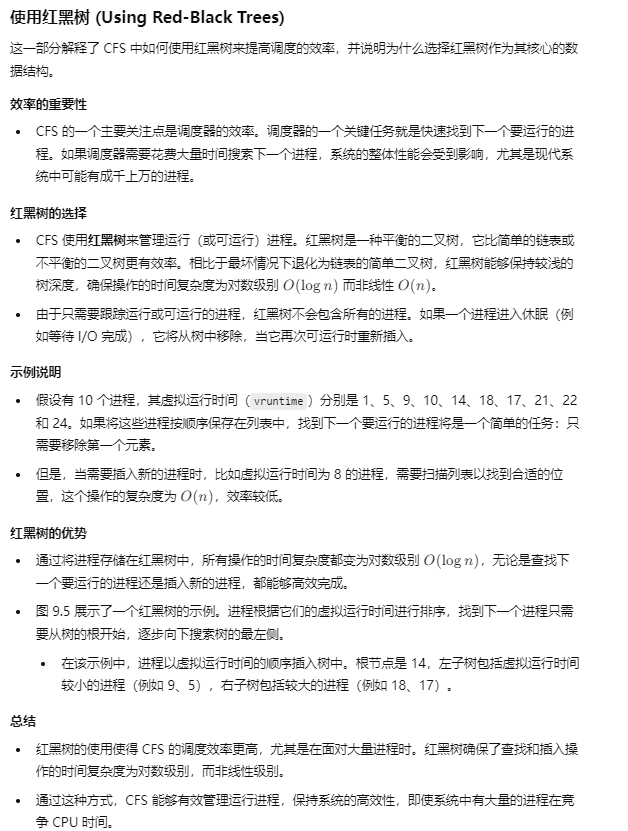 使用红黑树 (Using Red-Black Trees)
这一部分解释了 CFS 中如何使用红黑树来提高调度的效率，并说明为什么选择红黑树作为其核心的数
据结构。
效率的重要性
• CFS 的一个主要关注点是调度器的效率。调度器的一个关键任务就是快速找到下一个要运行的进
程。如果调度器需要花费大量时间搜索下一个进程，系统的整体性能会受到影响，尤其是现代系
统中可能有成千上万的进程。
红黑树的选择
• CFS 使用红黑树来管理运行（或可运行）进程。红黑树是一种平衡的二叉树，它比简单的链表或
不平衡的二叉树更有效率。相比于最坏情况下退化为链表的简单二叉树，红黑树能够保持较浅的
树深度，确保操作的时间复杂度为对数级别 O(log n) 而非线性 O(n)。
• 由于只需要跟踪运行或可运行的进程，红黑树不会包含所有的进程。如果一个进程进入休眠（例
如等待 I/O 完成），它将从树中移除，当它再次可运行时重新插入。
示例说明
• 假设有 10 个进程，其虚拟运行时间（vruntime）分别是 1、5、9、10、14、18、17、21、22
和 24。如果将这些进程按顺序保存在列表中，找到下一个要运行的进程将是一个简单的任务：只
需要移除第一个元素。
• 但是，当需要插入新的进程时，比如虚拟运行时间为 8 的进程，需要扫描列表以找到合适的位
置，这个操作的复杂度为 O(n)，效率较低。
红黑树的优势
• 通过将进程存储在红黑树中，所有操作的时间复杂度都变为对数级别 O(log n)，无论是查找下
一个要运行的进程还是插入新的进程，都能够高效完成。
• 图 9.5 展示了一个红黑树的示例。进程根据它们的虚拟运行时间进行排序，找到下一个进程只需
要从树的根开始，逐步向下搜索树的最左侧。
• 在该示例中，进程以虚拟运行时间的顺序插入树中。根节点是 14，左子树包括虚拟运行时间
较小的进程（例如 9、5），右子树包括较大的进程（例如 18、17）。
总结
• 红黑树的使用使得 CFS 的调度效率更高，尤其是在面对大量进程时。红黑树确保了查找和插入操
作的时间复杂度为对数级别，而非线性级别。
• 通过这种方式，CFS 能够有效管理运行进程，保持系统的高效性，即使系统中有大量的进程在竞
争 CPU 时间。